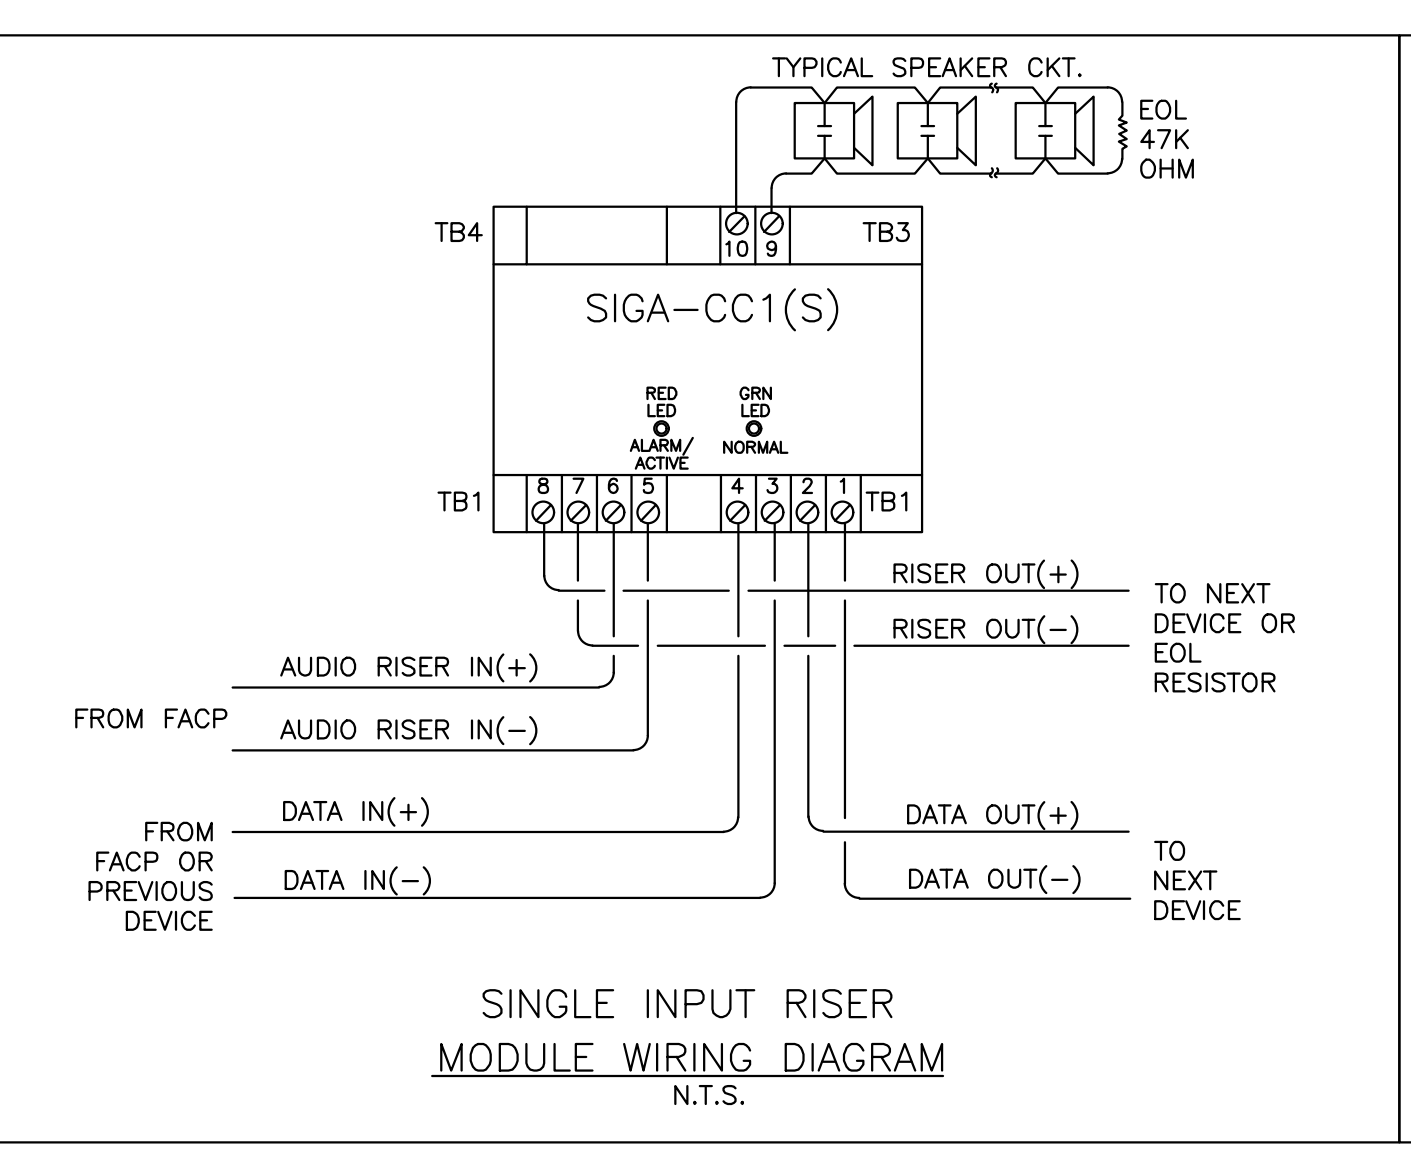 TYPICAL SPEAKER CKT.
EOL
47K
OHM
TB4
10
9
TB3
SIGA-CC1(S)
RED
LED
GRN
LED
ALARM/
ACTIVE
NORMAL
TB1
8
7
6
5
4
3
2
1
TB1
RISER OUT(+)
RISER OUT(-)
TO NEXT
DEVICE OR
EOL
RESISTOR
AUDIO RISER IN(+)
FROM FACP
AUDIO RISER IN(-)
DATA IN(+)
FROM
FACP OR
PREVIOUS
DEVICE
DATA IN(-)
DATA OUT(+)
DATA OUT(-)
TO
NEXT
DEVICE
SINGLE INPUT RISER
MODULE WIRING DIAGRAM
N.T.S.